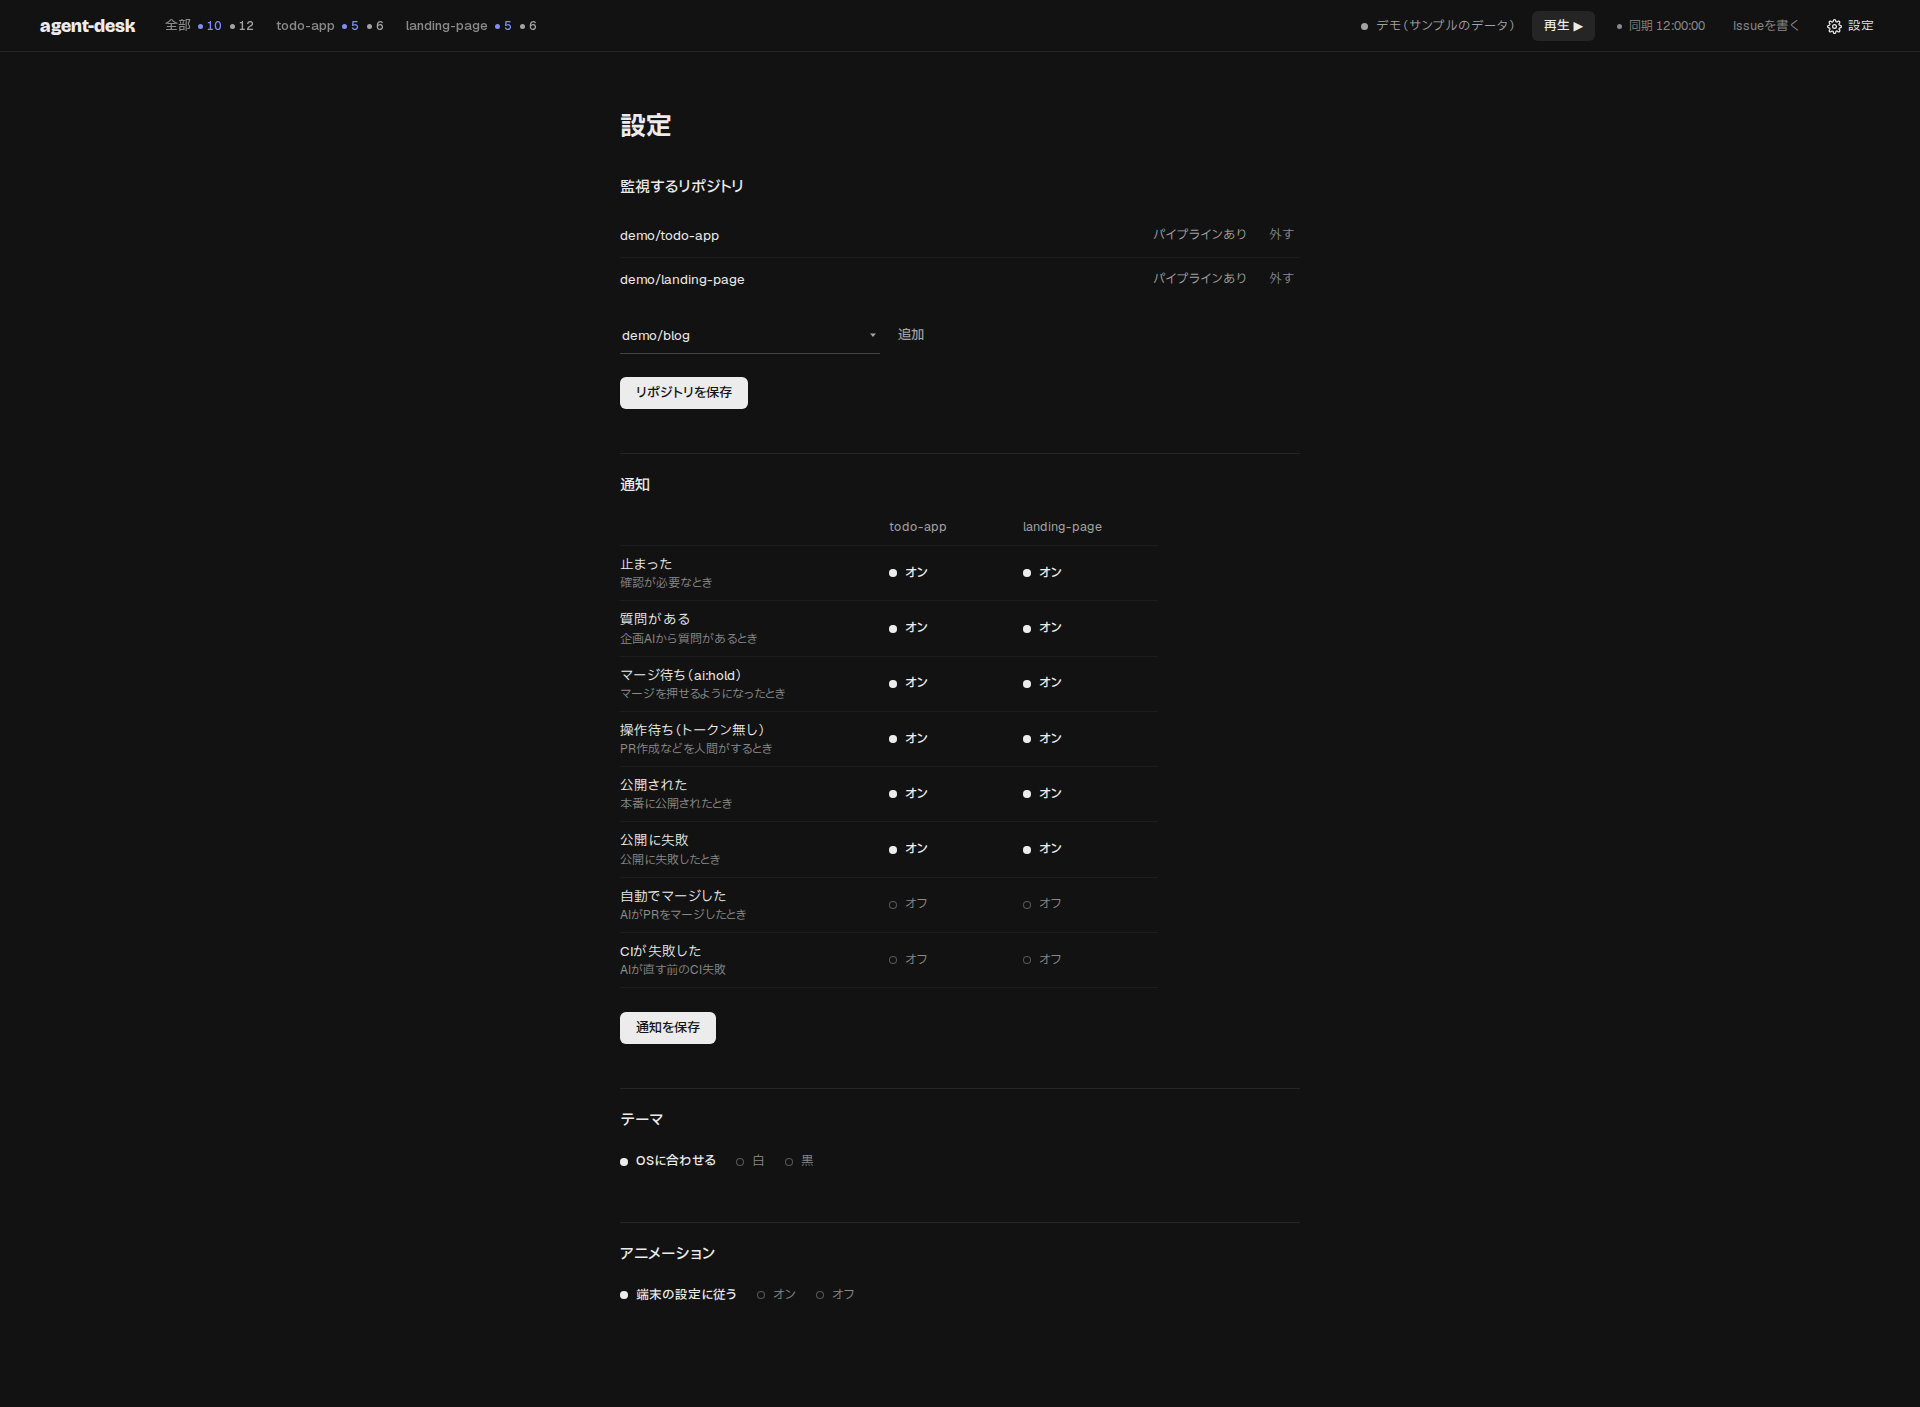 agent-desk 全部 10 12 todo-app 5 6 landing-page 5 6 デモ（サンプルのデータ） 再生 ▶ 同期 12:00:00 Issueを書く 設定
設定
監視するリポジトリ
demo/todo-app パイプラインあり 外す
demo/landing-page パイプラインあり 外す
demo/blog 追加
リポジトリを保存
通知
todo-app landing-page
止まった
確認が必要なとき
オン オン
質問がある
企画AIから質問があるとき
オン オン
マージ待ち（ai:hold）
マージを押せるようになったとき
オン オン
操作待ち（トークン無し）
PR作成などを人間がするとき
オン オン
公開された
本番に公開されたとき
オン オン
公開に失敗
公開に失敗したとき
オン オン
自動でマージした
AIがPRをマージしたとき
オフ オフ
CIが失敗した
AIが直す前のCI失敗
オフ オフ
通知を保存
テーマ
OSに合わせる 白 黒
アニメーション
端末の設定に従う オン オフ